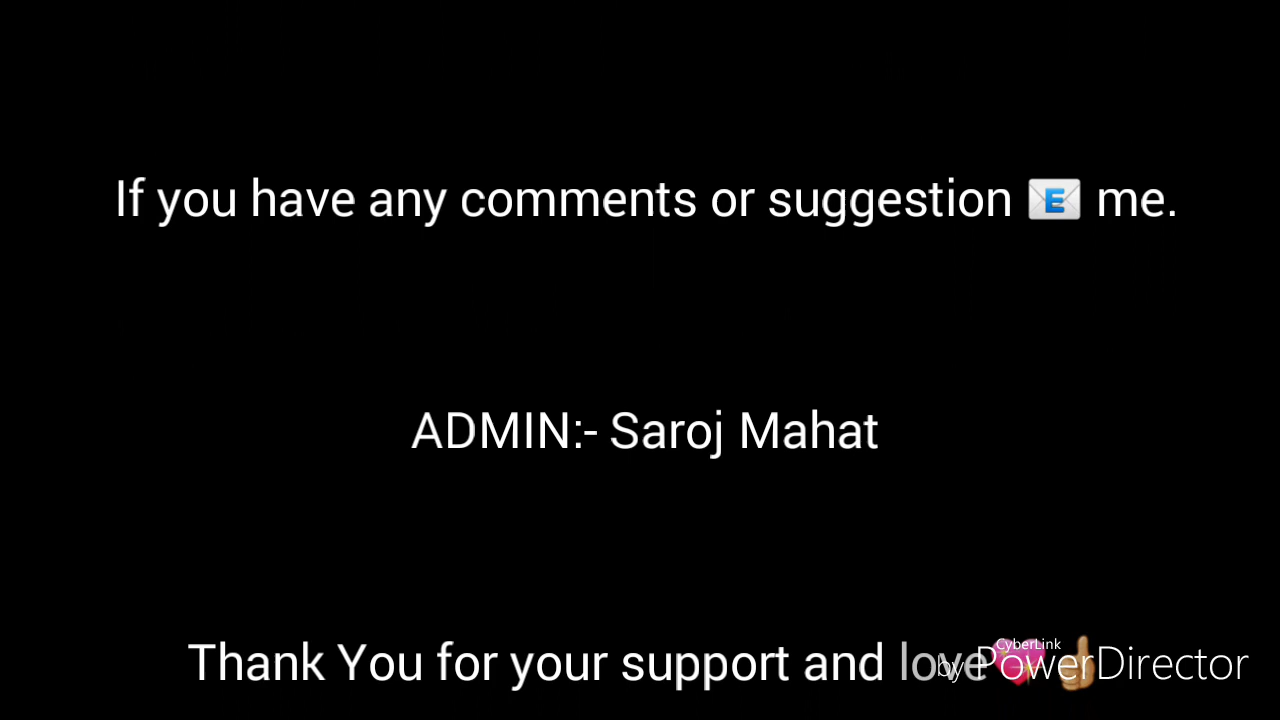 If you have any comments or suggestion 📧 me.
ADMIN:- Saroj Mahat
Thank You for your support and love 💖👍
CyberLink
by PowerDirector